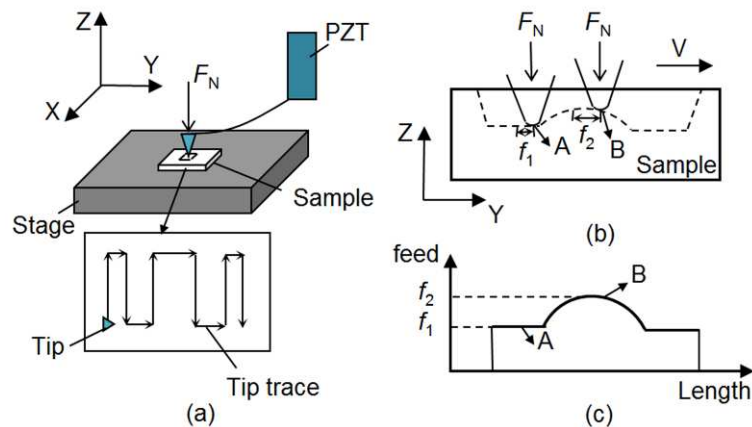 Z
Y
X
F_N
PZT
Stage
Sample
Tip
Tip trace
(a)
F_N
F_N
V
Z
f_1
A
f_2
B
Sample
Y
(b)
feed
f_2
f_1
B
A
Length
(c)